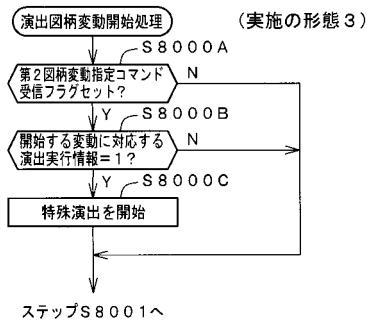 演出図柄変動開始処理
（実施の形態３）
Ｓ８０００Ａ
第２図柄変動指定コマンド
受信フラグセット？
Ｎ
Ｙ
Ｓ８０００Ｂ
開始する変動に対応する
演出実行情報＝１？
Ｎ
Ｙ
Ｓ８０００Ｃ
特殊演出を開始
ステップＳ８００１へ